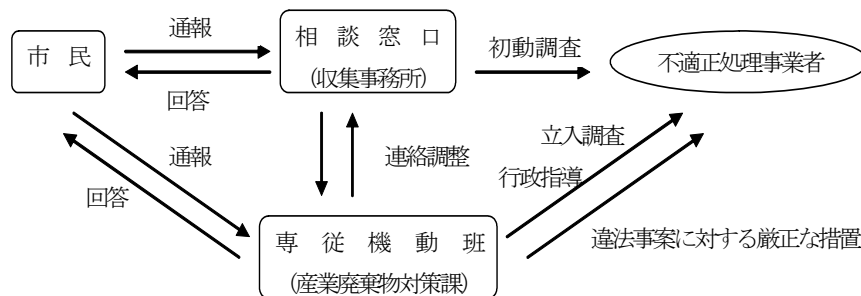 通報
相 談 窓 口
(収集事務所)
初動調査
市 民
不適正処理事業者
回答
通報
連絡調整
立入調査
行政指導
回答
専 従 機 動 班
(産業廃棄物対策課)
違法事案に対する厳正な措置